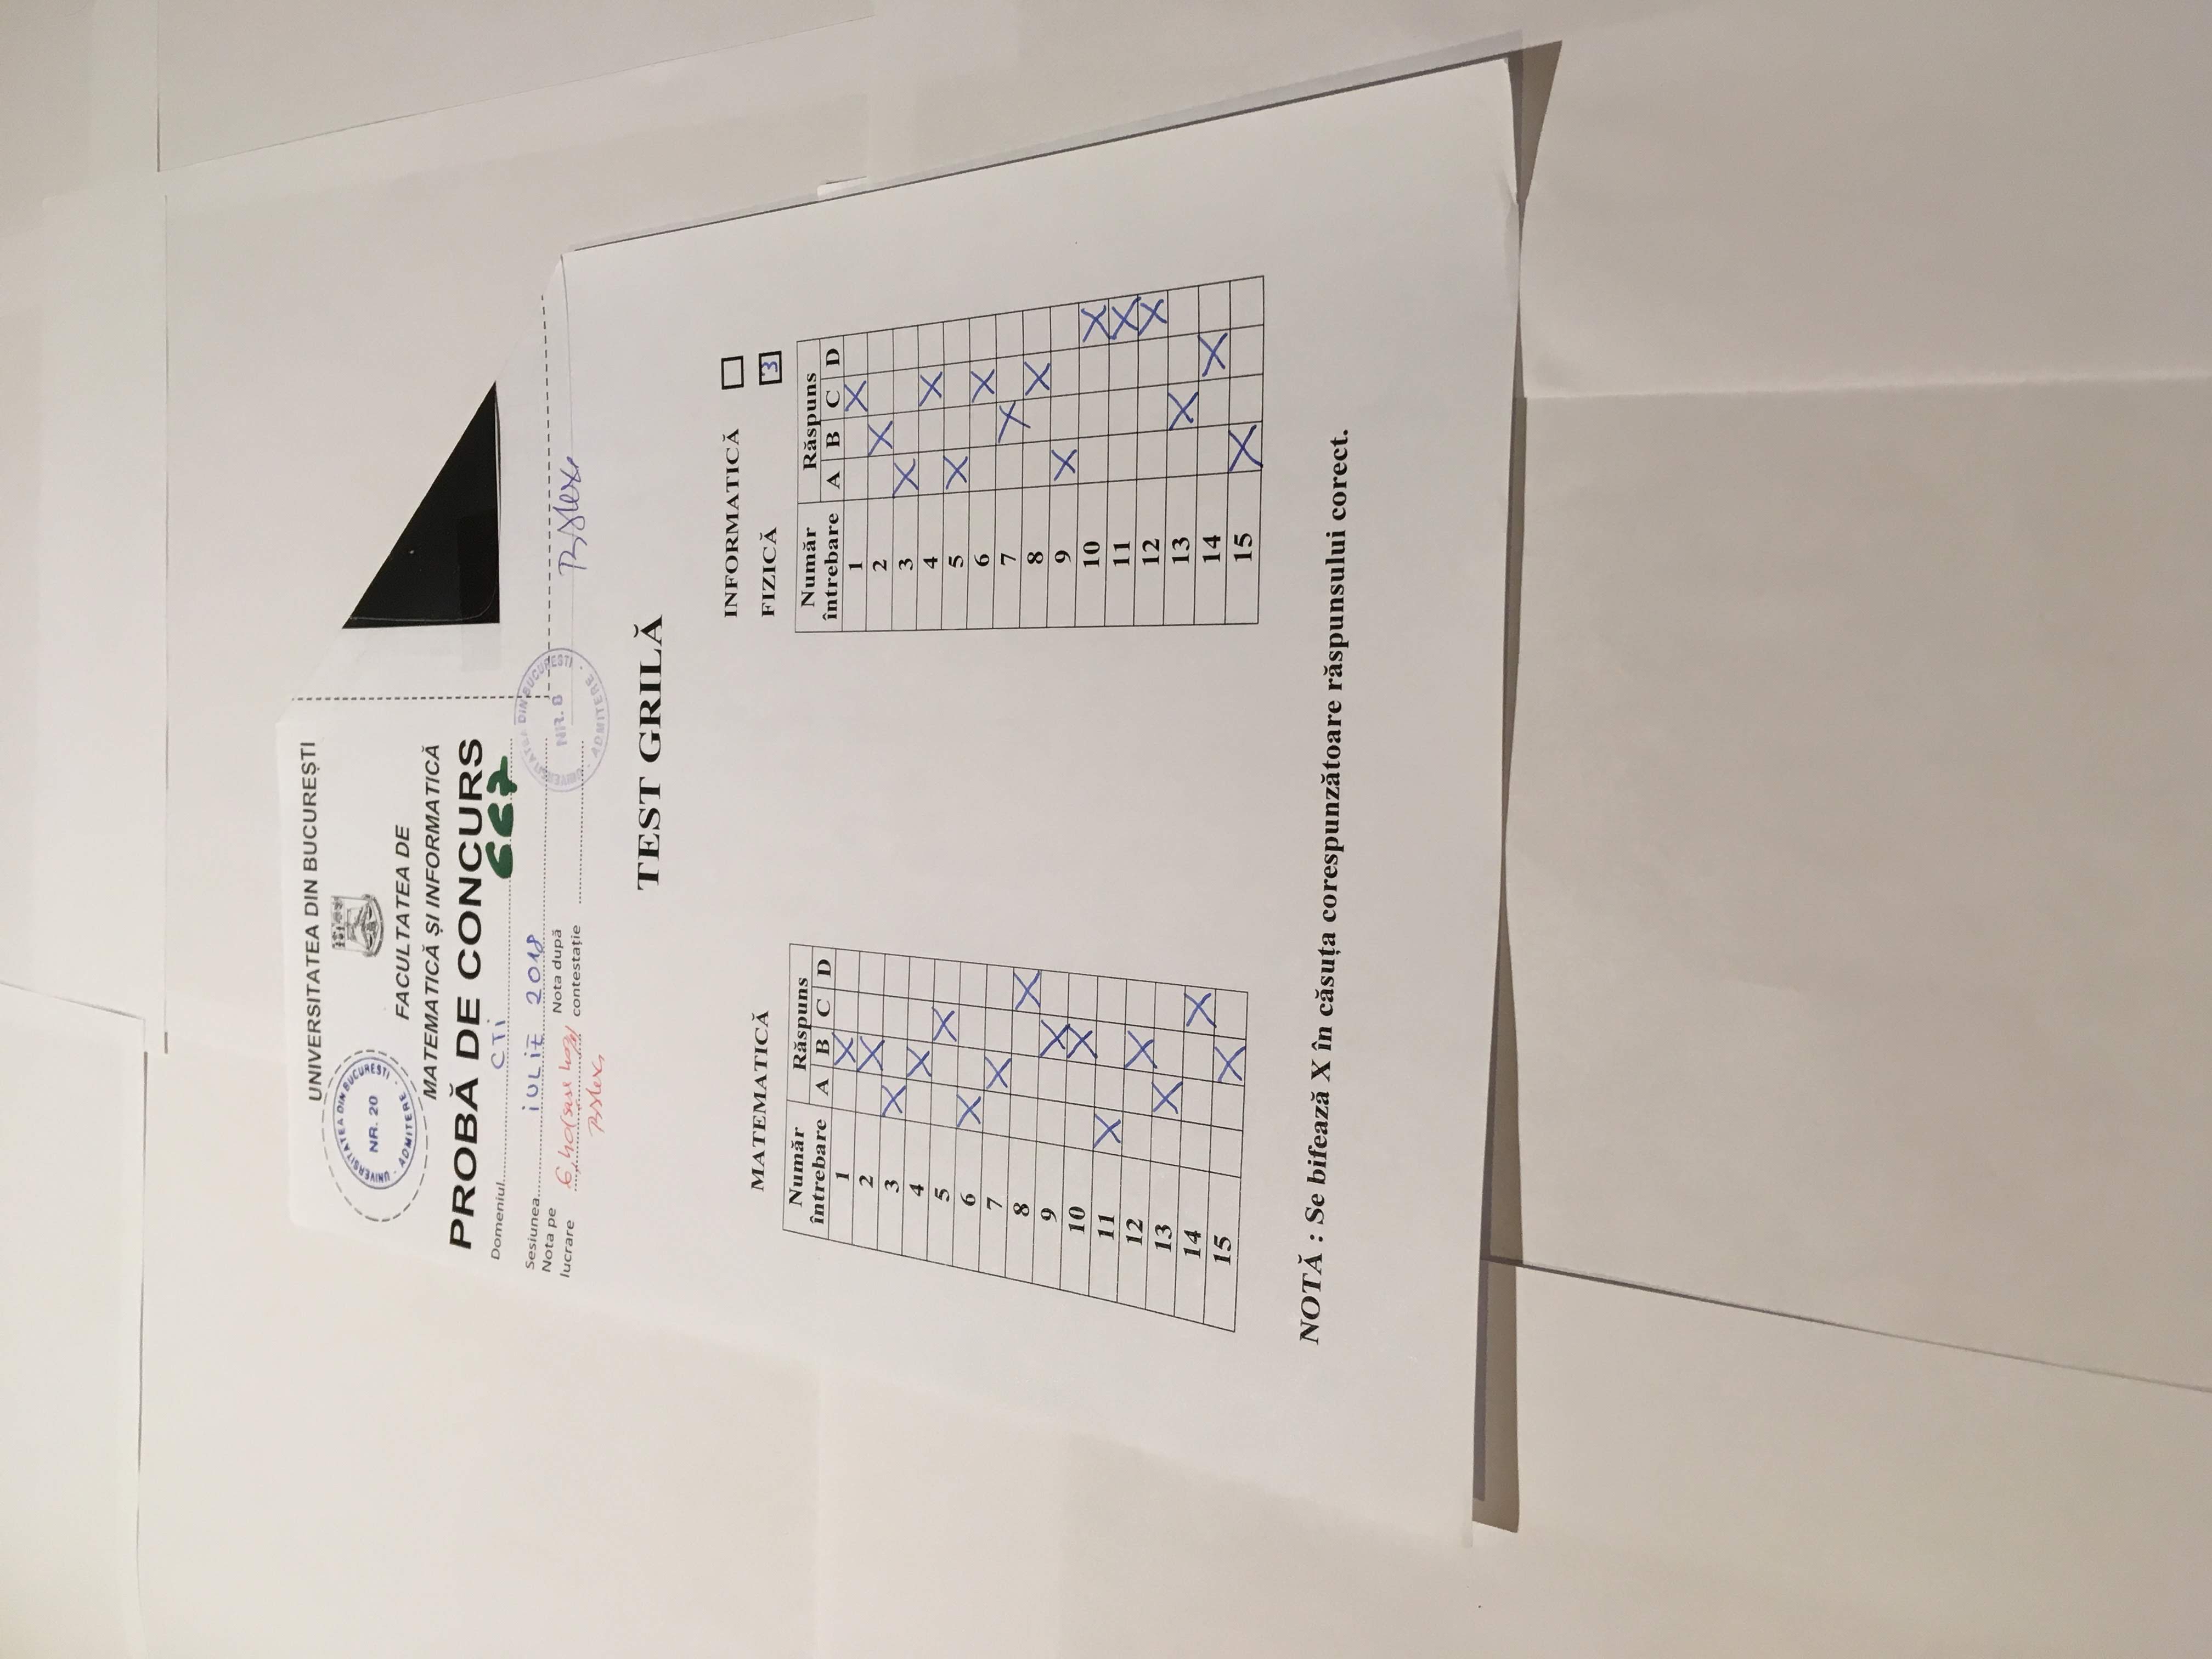 UNIVERSITATEA DIN BUCUREȘTI
UNIVERSITATEA DIN BUCUREȘTI
NR. 20
ADMITERE
FACULTATEA DE
MATEMATICĂ ȘI INFORMATICĂ
PROBĂ DE CONCURS
Domeniul CTi 667
Sesiunea iULiE 2018
Nota pe lucrare 6,40 (șase Nota după contestație
UNIVERSITATEA DIN BUCUREȘTI
NR. 8
ADMITERE
TEST GRILĂ
MATEMATICĂ
Număr întrebare Răspuns
A B C D
1 X
2 X
3 X
4 X
5 X
6 X
7 X
8 X
9 X
10 X
11 X
12 X
13 X
14 X
15 X
INFORMATICĂ
FIZICĂ 3
Număr întrebare Răspuns
A B C D
1 X
2 X
3 X
4 X
5 X
6 X
7 X
8 X
9 X
10 X
11 X
12 X
13 X
14 X
15 X
NOTĂ : Se bifează X în căsuța corespunzătoare răspunsului corect.